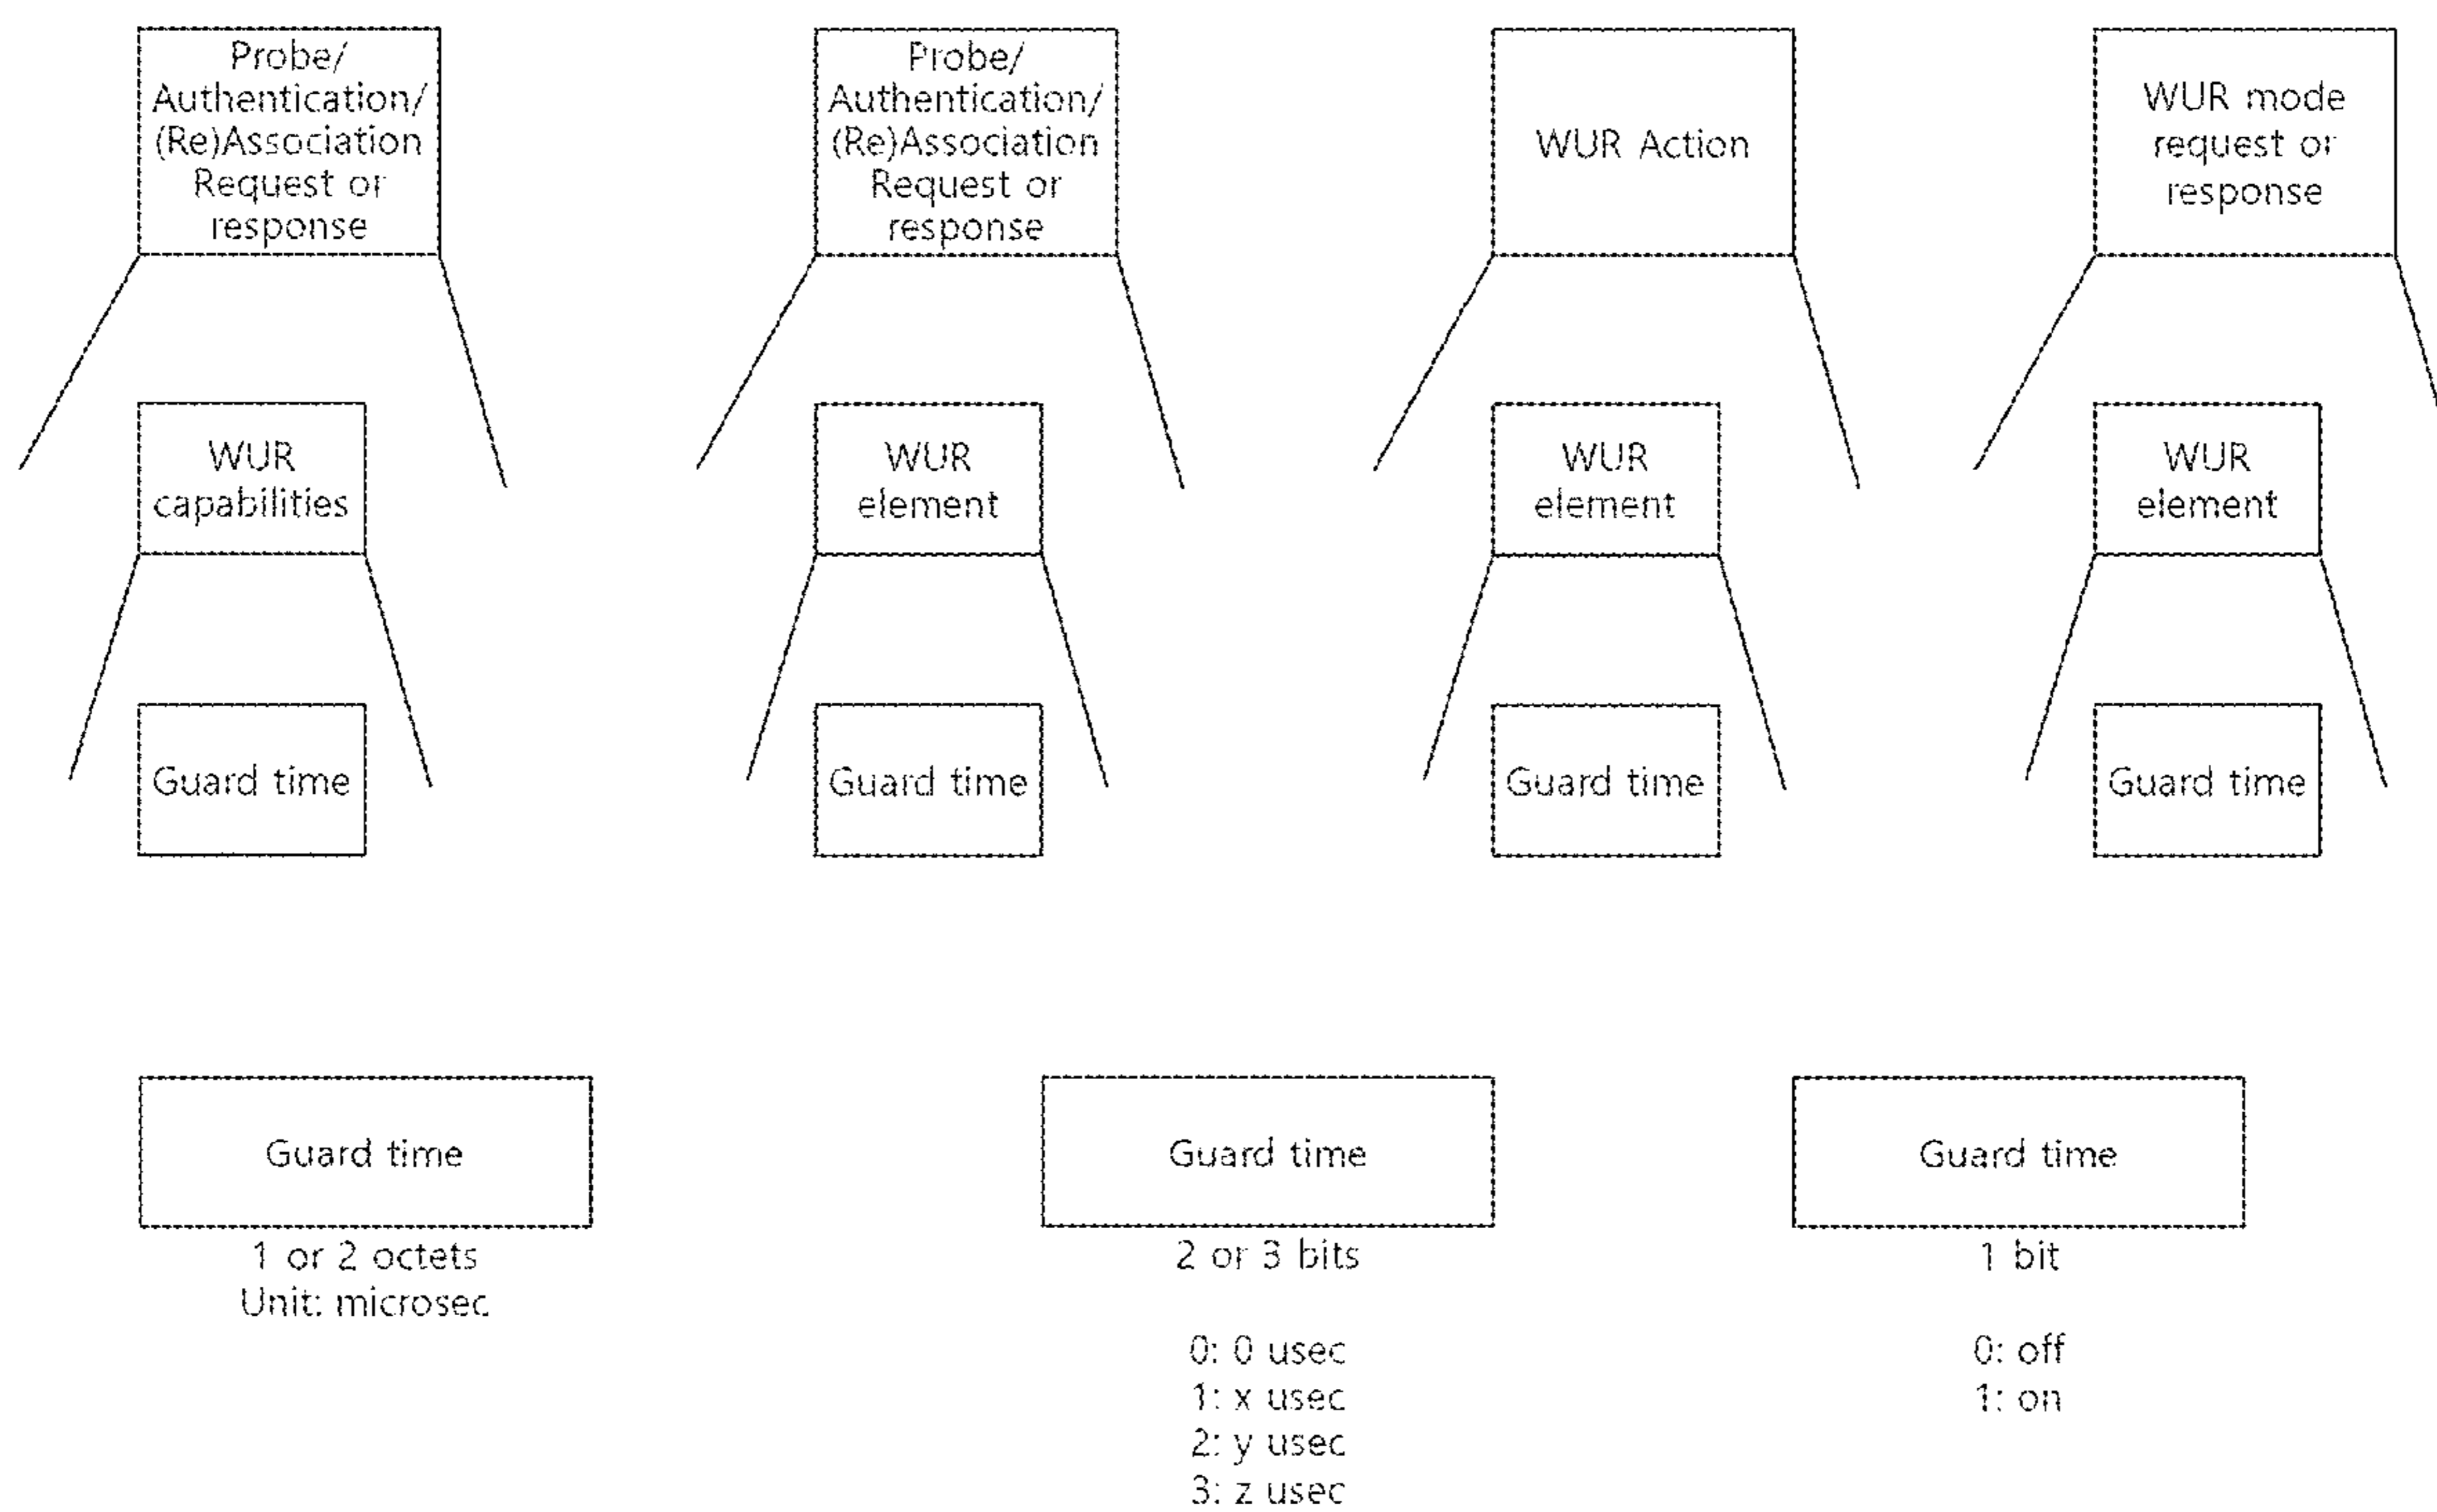 Probe/
Authentication/
(Re)Association
Request or
response
Probe/
Authentication/
(Re)Association
Request or
response
WUR Action
WUR mode
request or
response
WUR
capabilities
WUR
element
WUR
element
WUR
element
Guard time
Guard time
Guard time
Guard time
Guard time
1 or 2 octets
Unit: microsec
Guard time
2 or 3 bits
0: 0 usec
1: x usec
2: y usec
3: z usec
Guard time
1 bit
0: off
1: on